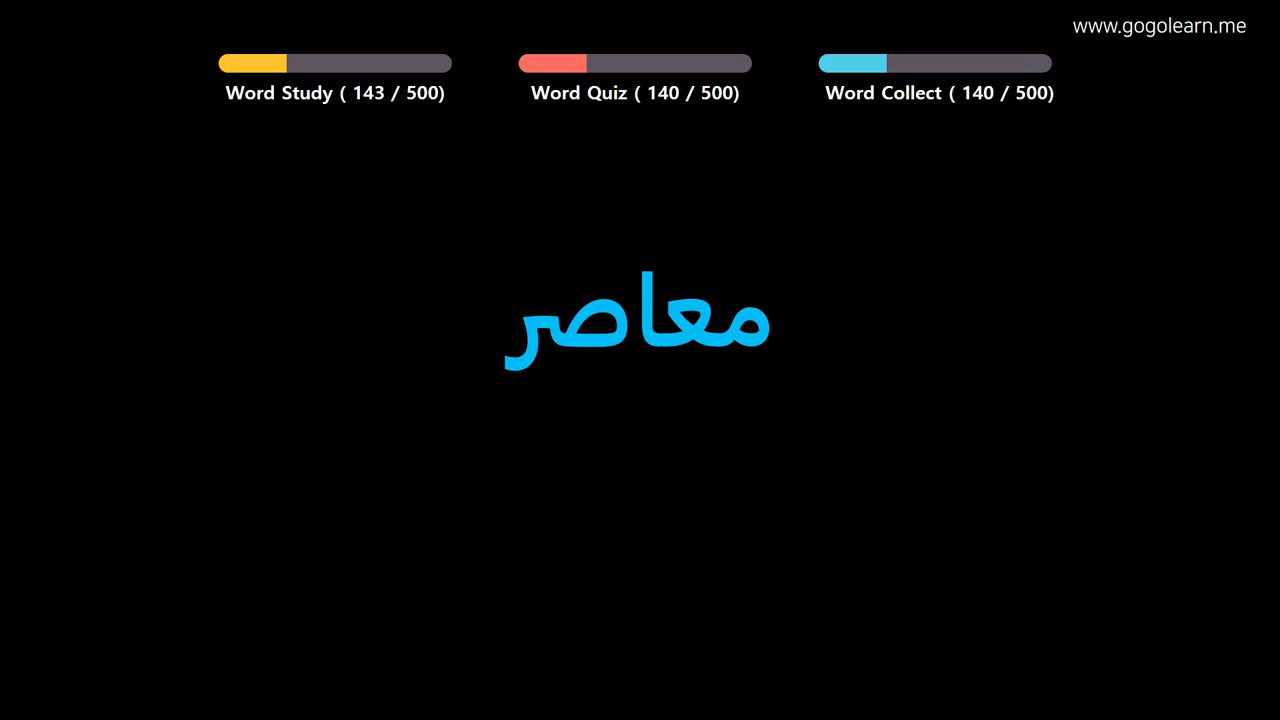 www.gogolearn.me
Word Study ( 143 / 500)
Word Quiz ( 140 / 500)
Word Collect ( 140 / 500)
معاصر